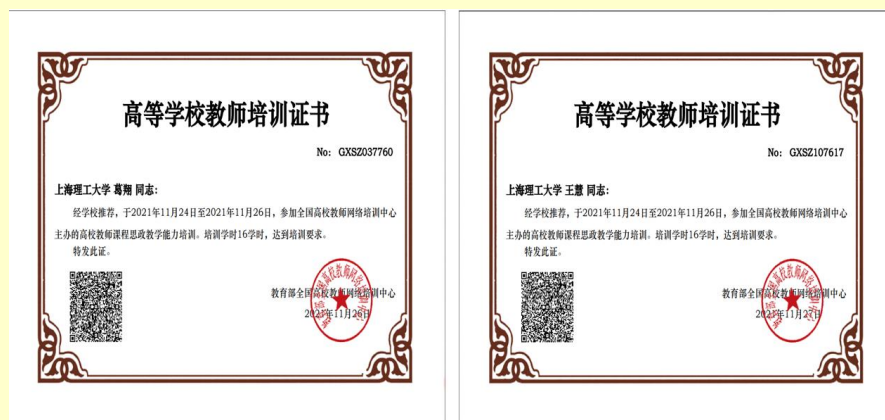 高等学校教师培训证书
No: GXSZ037760
上海理工大学 葛翔 同志：
经学校推荐，于2021年11月24日至2021年11月26日，参加全国高校教师网络培训中心
主办的高校教师课程思政教学能力培训。培训学时16学时，达到培训要求。
特发此证。
教育部全国高校教师网络培训中心
2021年11月26日
高等学校教师培训证书
No: GXSZ107617
上海理工大学 王慧 同志：
经学校推荐，于2021年11月24日至2021年11月26日，参加全国高校教师网络培训中心
主办的高校教师课程思政教学能力培训。培训学时16学时，达到培训要求。
特发此证。
教育部全国高校教师网络培训中心
2021年11月27日